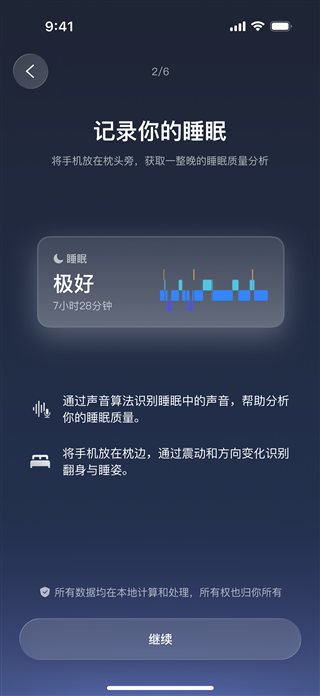 9:41
2/6
记录你的睡眠
将手机放在枕头旁，获取一整晚的睡眠质量分析
睡眠
极好
7小时28分钟
通过声音算法识别睡眠中的声音，帮助分析
你的睡眠质量。
将手机放在枕边，通过震动和方向变化识别
翻身与睡姿。
所有数据均在本地计算和处理，所有权也归你所有
继续